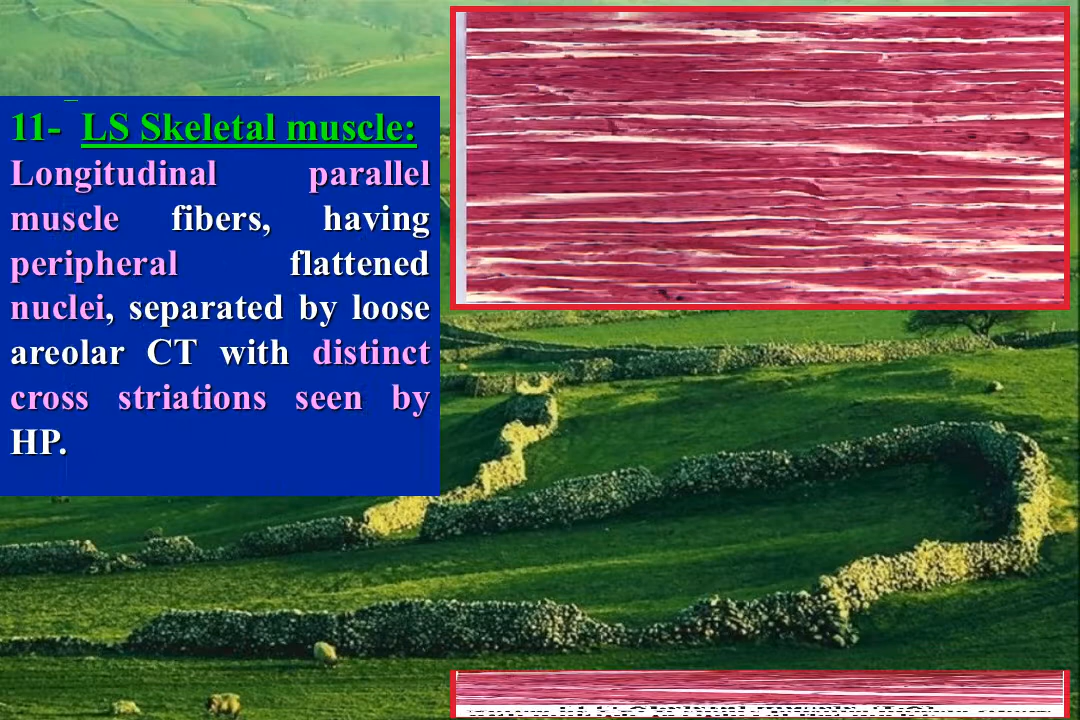 11- LS Skeletal muscle:
Longitudinal parallel
muscle fibers, having
peripheral flattened
nuclei, separated by loose
areolar CT with distinct
cross striations seen by
HP.